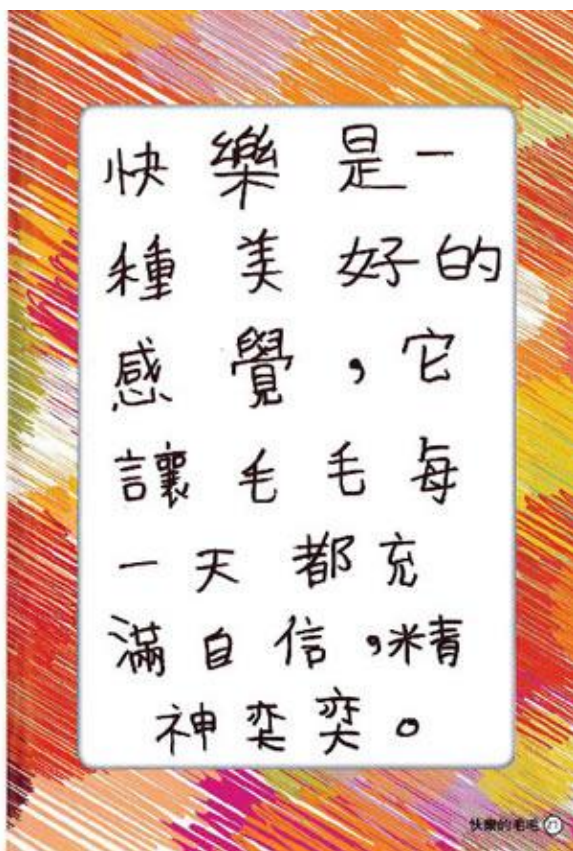 快樂是一
種美好的
感覺,它
讓毛毛每
一天都充
滿自信,精
神奕奕。
快樂的毛毛